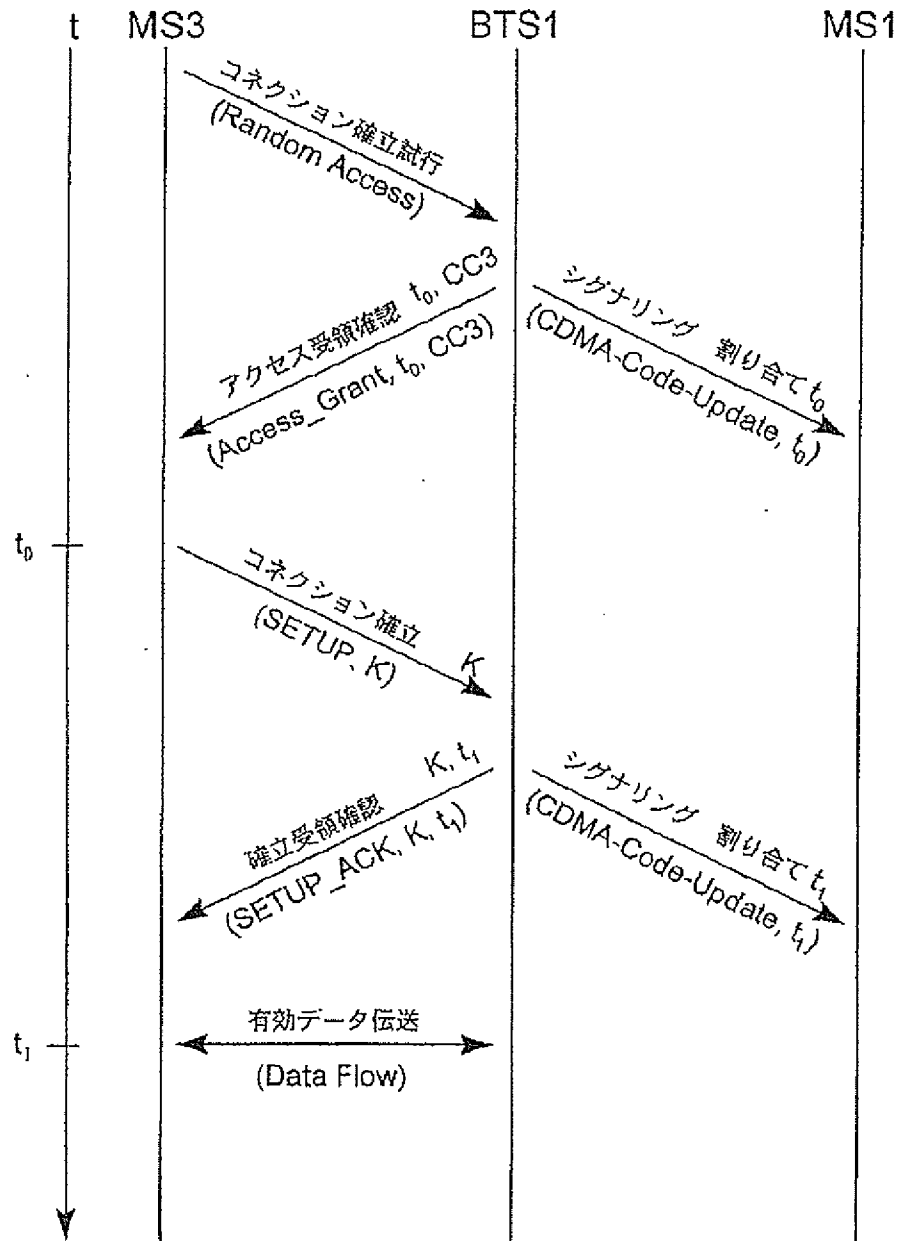 t MS3 BTS1 MS1
コネクション確立試行
(Random Access)
アクセス受領確認 t₀, CC3
(Access_Grant, t₀, CC3)
シグナリング 割り合て t₀
(CDMA-Code-Update, t₀)
t₀
コネクション確立 K
(SETUP, K)
確立受領確認 K, t₁
(SETUP_ACK, K, t₁)
シグナリング 割り合て t₁
(CDMA-Code-Update, t₁)
t₁
有効データ伝送
(Data Flow)